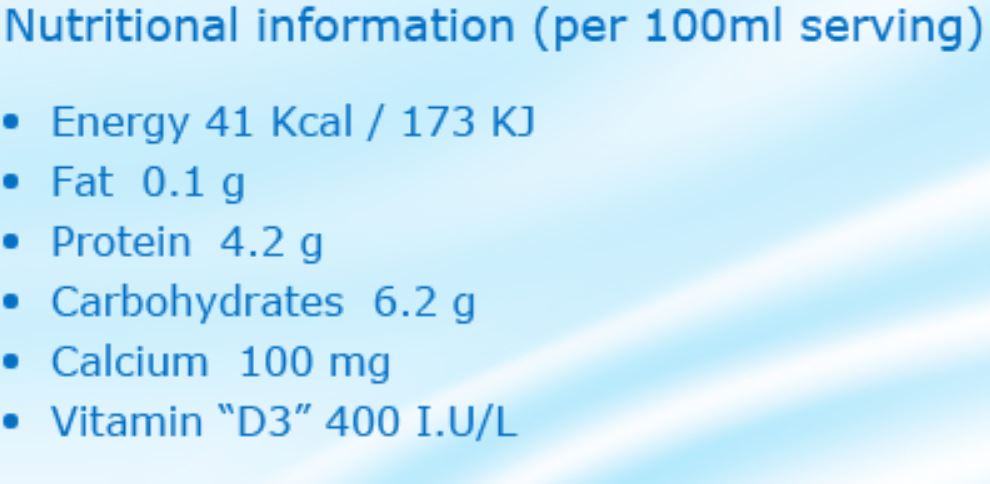 Nutritional information (per 100ml serving)
• Energy 41 Kcal / 173 KJ
• Fat 0.1 g
• Protein 4.2 g
• Carbohydrates 6.2 g
• Calcium 100 mg
• Vitamin “D3” 400 I.U/L